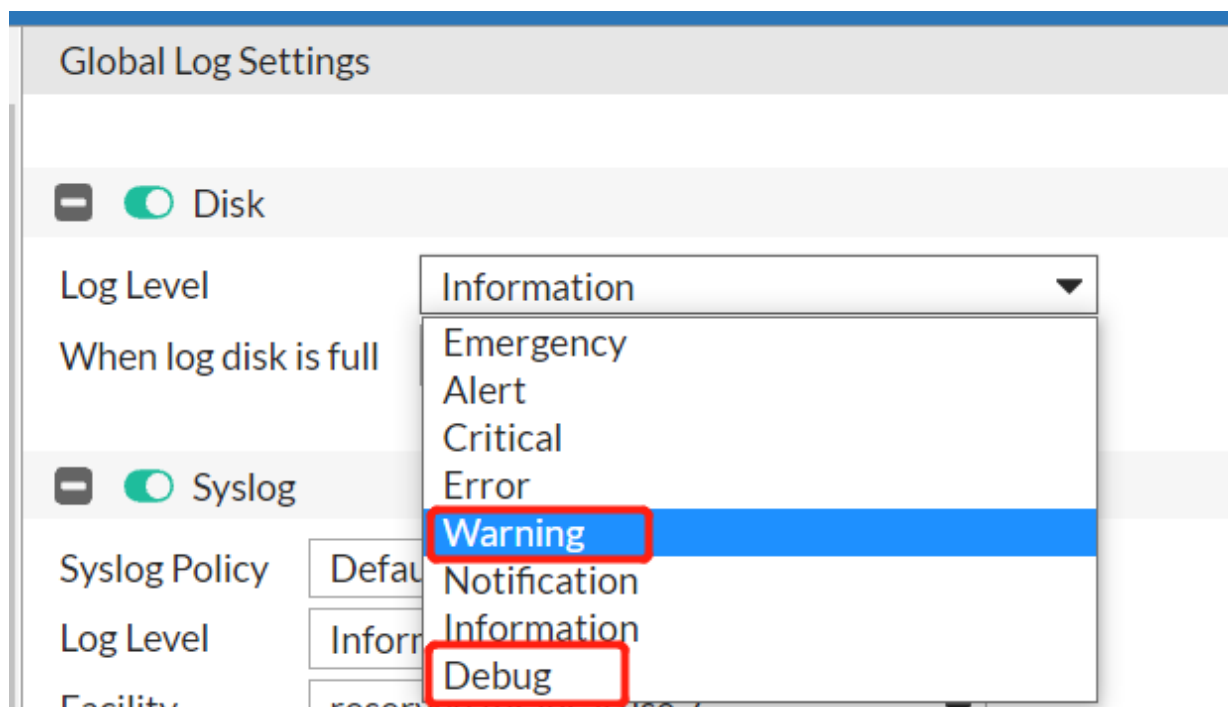 Global Log Settings
Disk
Log Level
Information
When log disk is full
Emergency
Alert
Critical
Error
Warning
Notification
Information
Debug
Syslog
Syslog Policy
Log Level